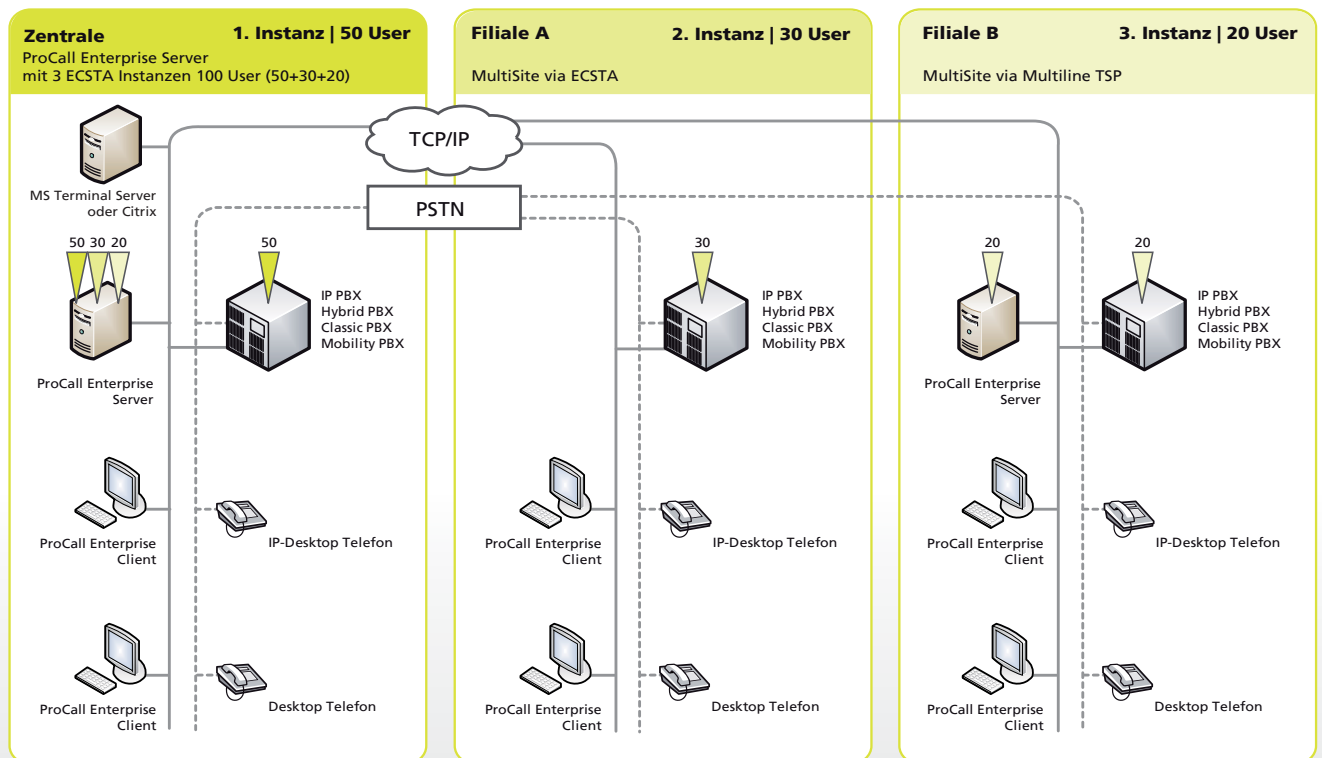 Zentrale
1. Instanz | 50 User
ProCall Enterprise Server
mit 3 ECSTA Instanzen 100 User (50+30+20)
Filiale A
2. Instanz | 30 User
MultiSite via ECSTA
Filiale B
3. Instanz | 20 User
MultiSite via Multiline TSP
TCP/IP
PSTN
MS Terminal Server
oder Citrix
50 30 20
50
IP PBX
Hybrid PBX
Classic PBX
Mobility PBX
ProCall Enterprise
Server
ProCall Enterprise
Client
IP-Desktop Telefon
ProCall Enterprise
Client
Desktop Telefon
30
IP PBX
Hybrid PBX
Classic PBX
Mobility PBX
ProCall Enterprise
Client
IP-Desktop Telefon
ProCall Enterprise
Client
Desktop Telefon
20
20
IP PBX
Hybrid PBX
Classic PBX
Mobility PBX
ProCall Enterprise
Server
ProCall Enterprise
Client
IP-Desktop Telefon
ProCall Enterprise
Client
Desktop Telefon